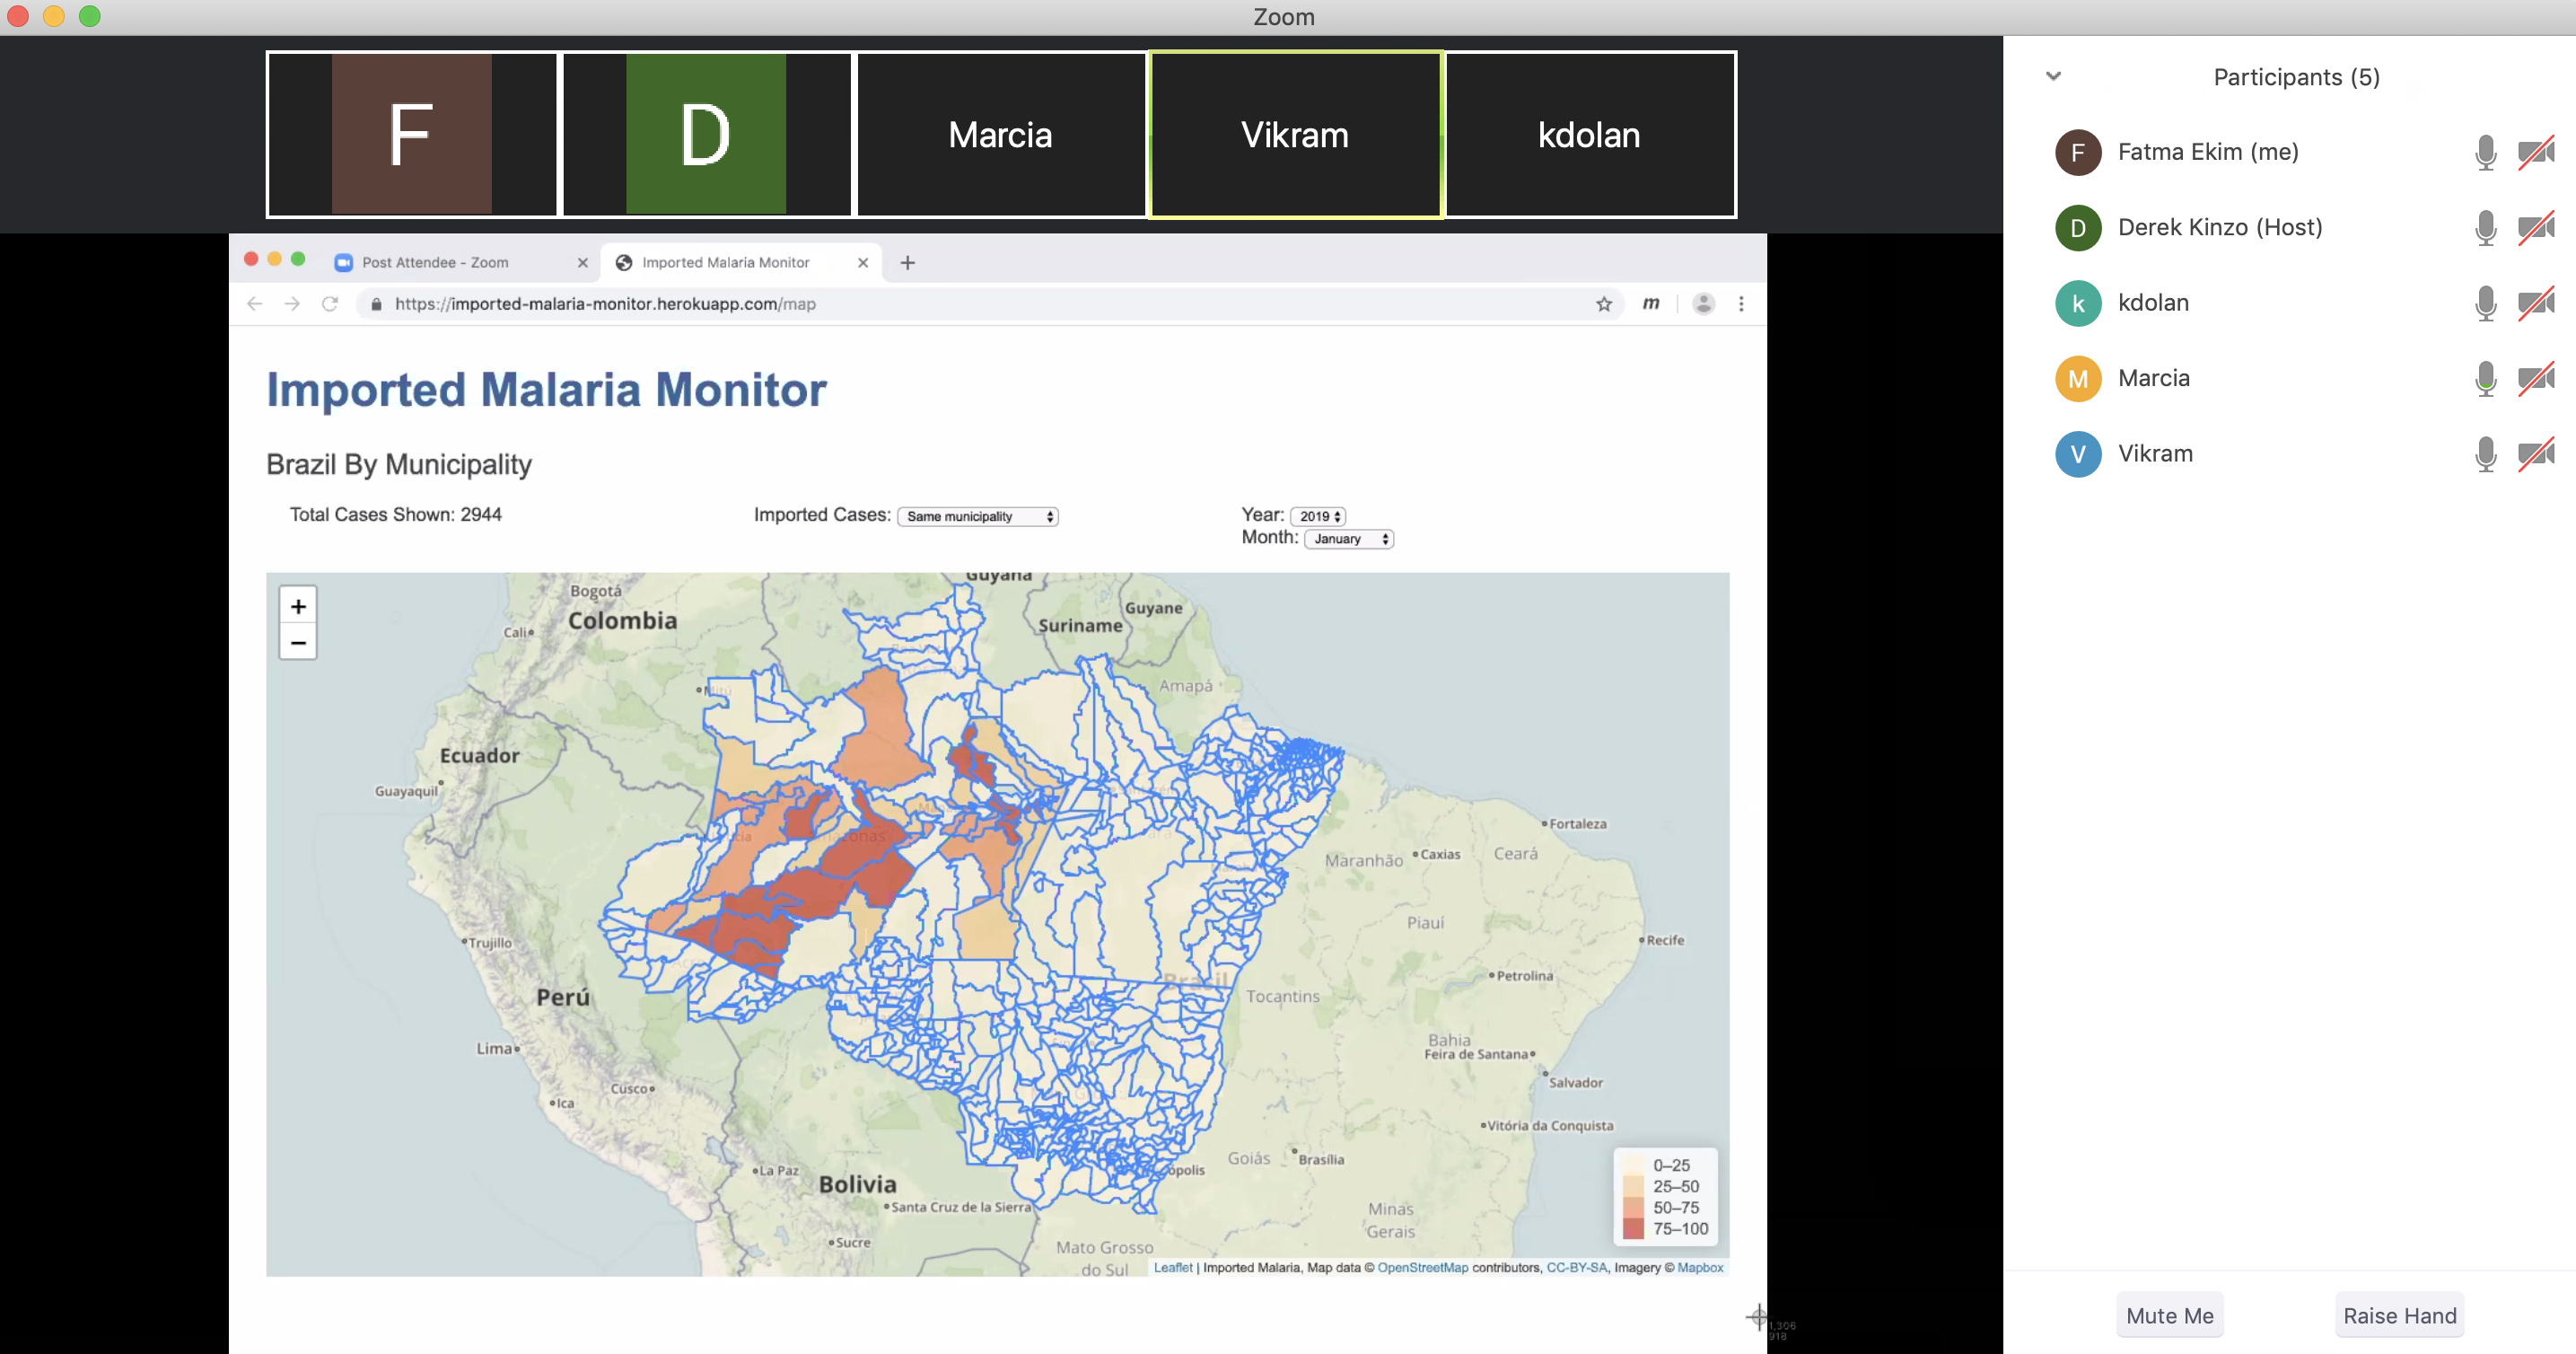 Zoom
F
D
Marcia
Vikram
kdolan
Participants (5)
F Fatma Ekim (me)
D Derek Kinzo (Host)
k kdolan
M Marcia
V Vikram
Post Attendee - Zoom
Imported Malaria Monitor
https://imported-malaria-monitor.herokuapp.com/map
m
Imported Malaria Monitor
Brazil By Municipality
Total Cases Shown: 2944
Imported Cases: Same municipality
Year: 2019
Month: January
+
−
Guyana
Bogotá
Colombia
Guyane
Suriname
Cali
Mitú
Amapá
Ecuador
Guayaquil
Fortaleza
Maranhão
Caxias
Ceará
Piauí
Trujillo
Recife
Petrolina
Brasil
Tocantins
Perú
Lima
Bahia
Feira de Santana
Cusco
Salvador
Ica
Vitória da Conquista
La Paz
Goiás
Brasília
ópolis
Bolivia
Santa Cruz de la Sierra
Minas
Gerais
Sucre
Mato Grosso
do Sul
0–25
25–50
50–75
75–100
Leaflet | Imported Malaria, Map data © OpenStreetMap contributors, CC-BY-SA, Imagery © Mapbox
1,306
918
Mute Me
Raise Hand